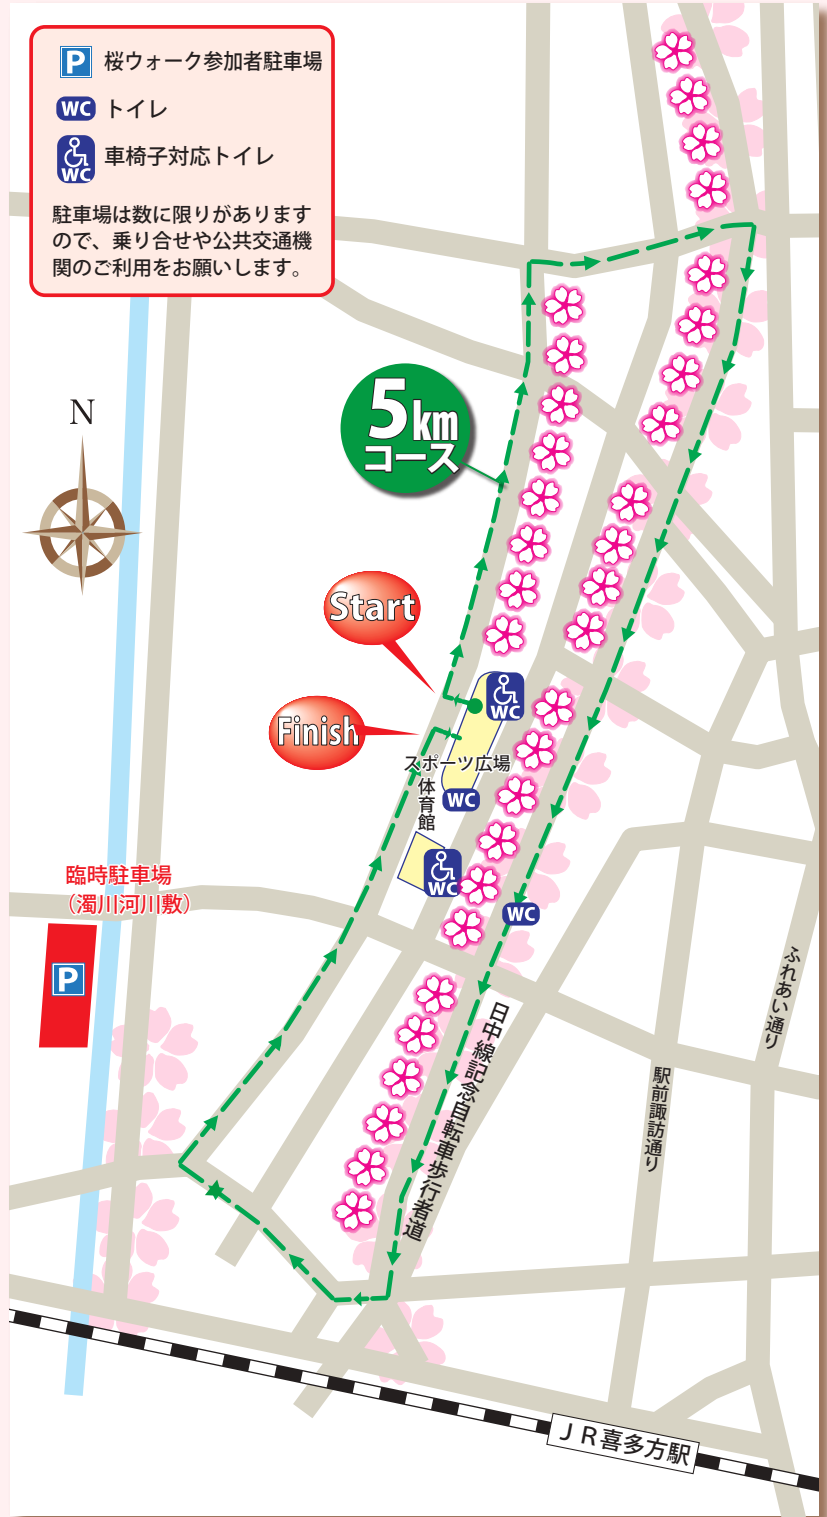 P 桜ウォーク参加者駐車場
WC トイレ
WC 車椅子対応トイレ
駐車場は数に限りがあります
ので、乗り合せや公共交通機
関のご利用をお願いします。
N
5km
コース
Start
Finish
WC
スポーツ広場
WC
体育館
WC
WC
臨時駐車場
(濁川河川敷)
P
日中線記念自転車歩行者道
ふれあい通り
駅前諏訪通り
JR喜多方駅